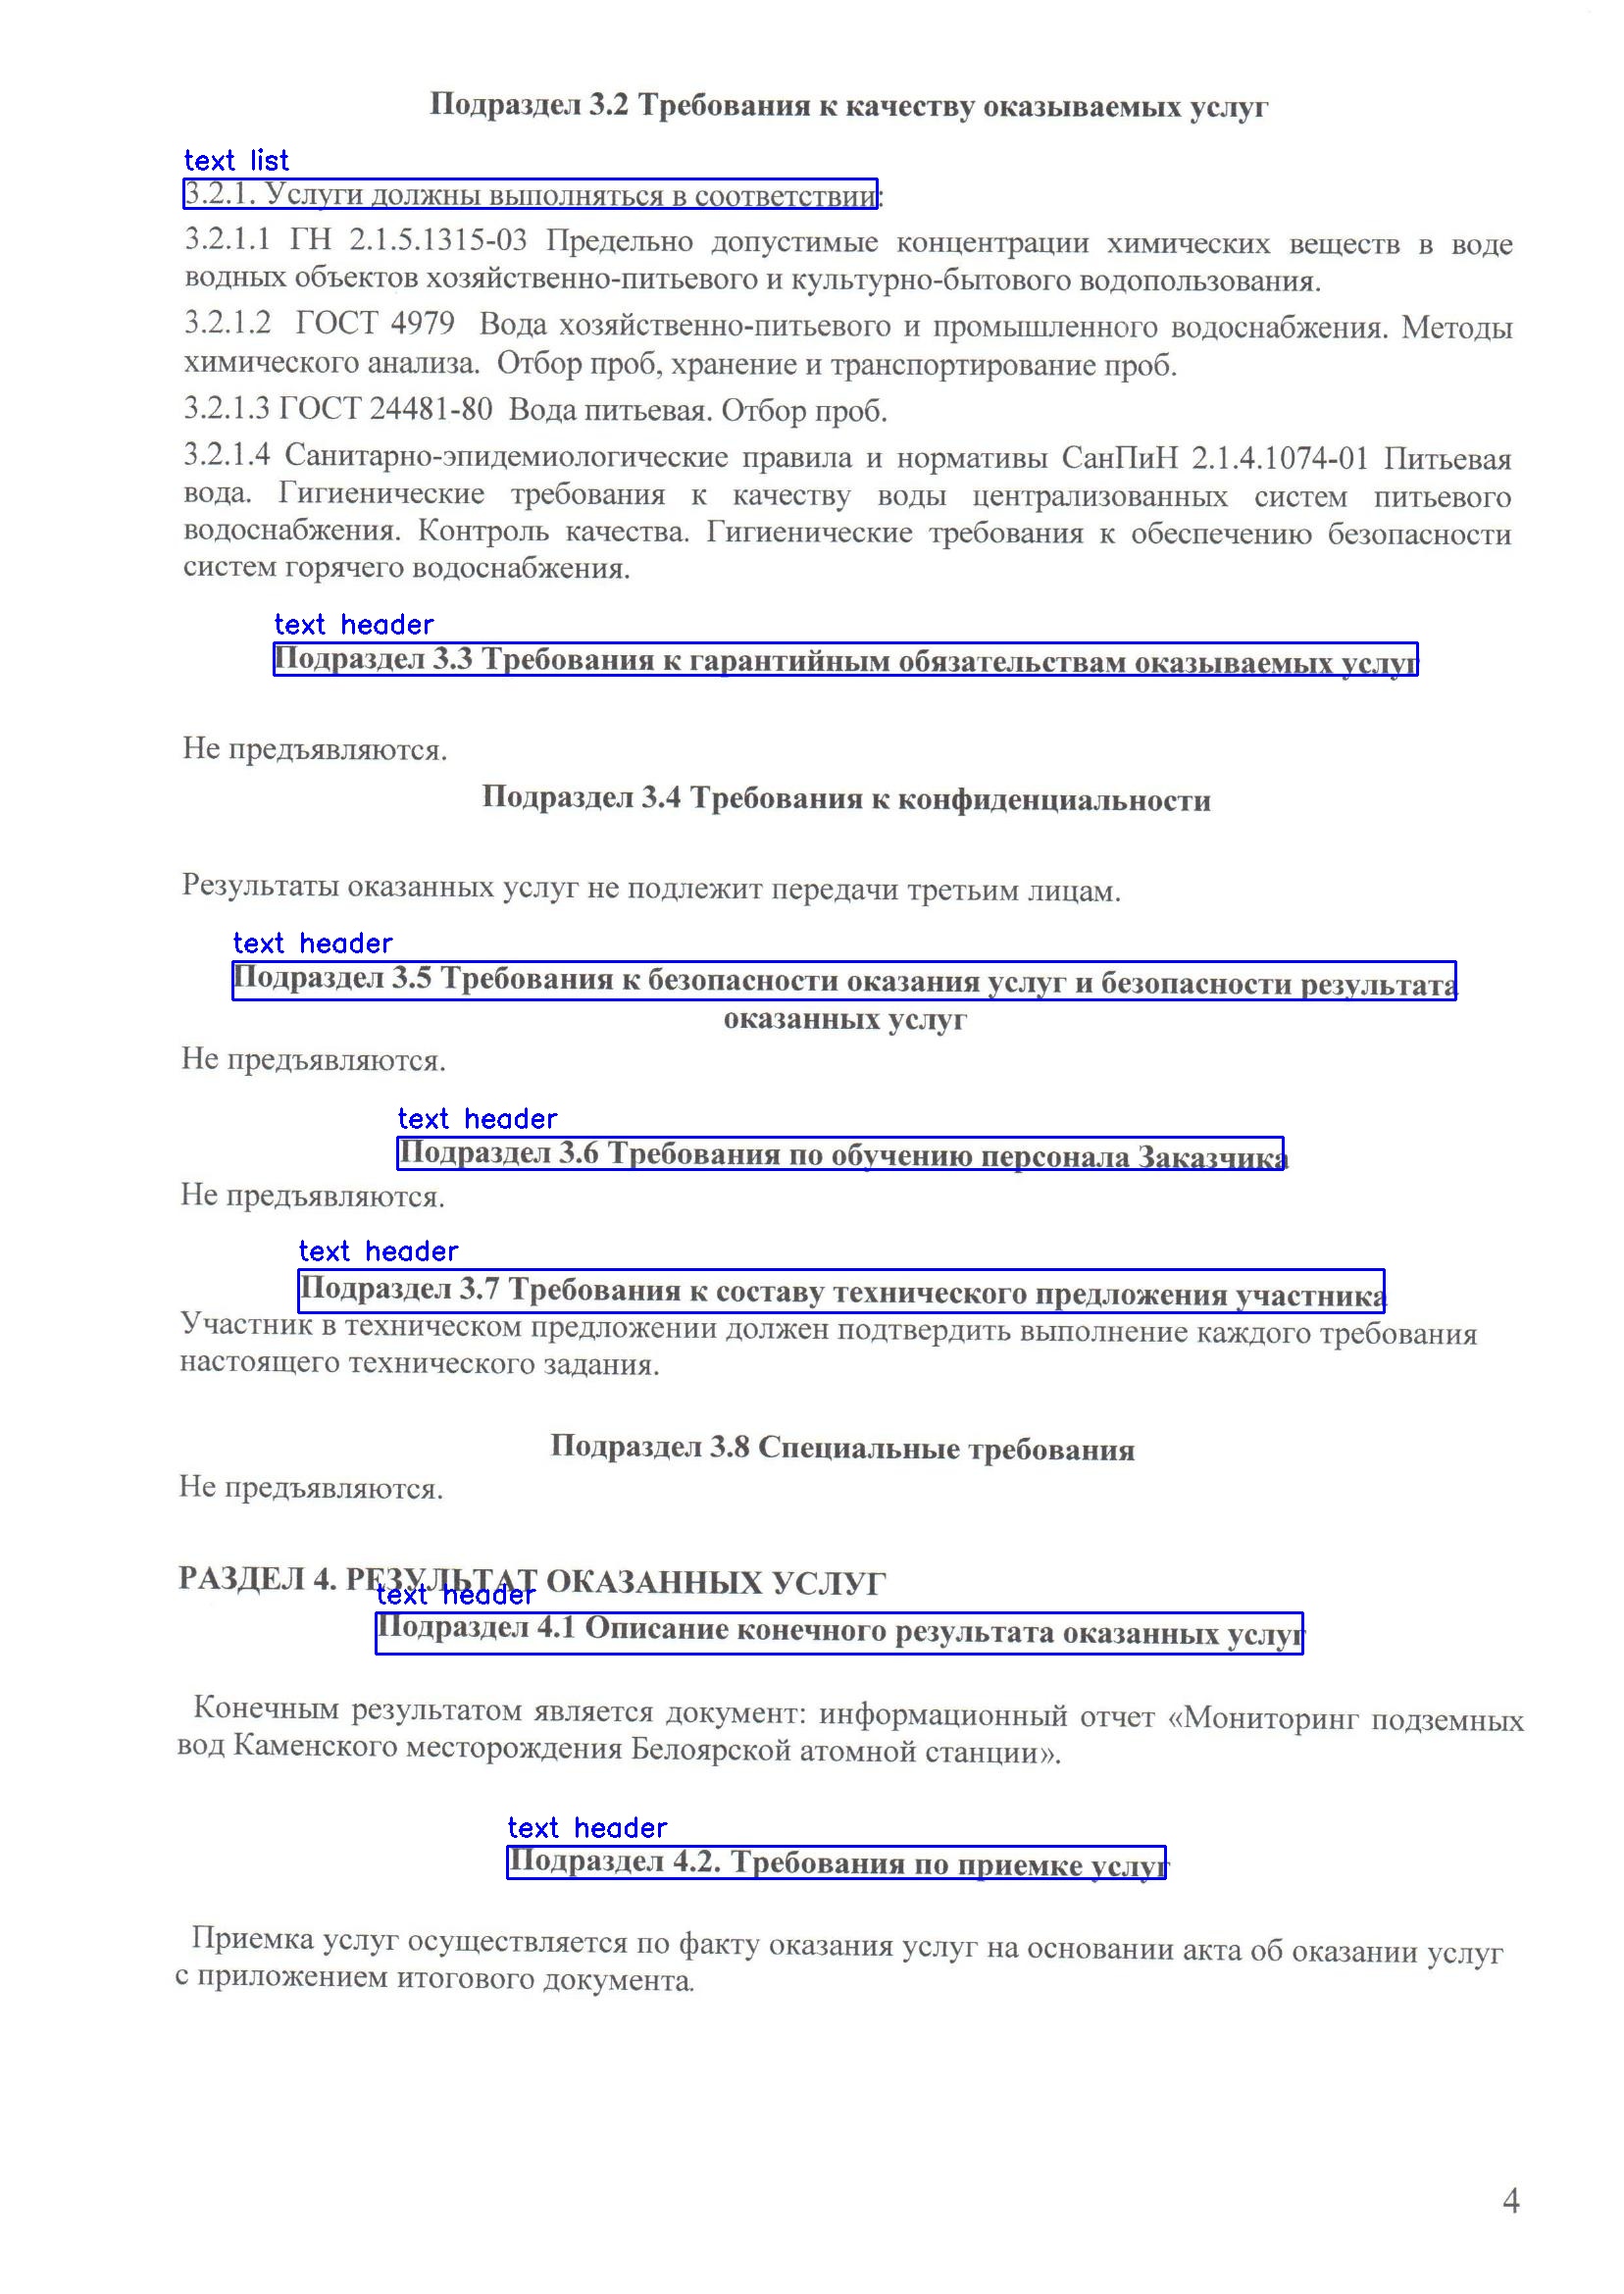 Подраздел 3.2 Требования к качеству оказываемых услуг
text list
3.2.1. Услуги должны выполняться в соответствии:
3.2.1.1 ГН 2.1.5.1315-03 Предельно допустимые концентрации химических веществ в воде
водных объектов хозяйственно-питьевого и культурно-бытового водопользования.
3.2.1.2 ГОСТ 4979 Вода хозяйственно-питьевого и промышленного водоснабжения. Методы
химического анализа. Отбор проб, хранение и транспортирование проб.
3.2.1.3 ГОСТ 24481-80 Вода питьевая. Отбор проб.
3.2.1.4 Санитарно-эпидемиологические правила и нормативы СанПиН 2.1.4.1074-01 Питьевая
вода. Гигиенические требования к качеству воды централизованных систем питьевого
водоснабжения. Контроль качества. Гигиенические требования к обеспечению безопасности
систем горячего водоснабжения.
text header
Подраздел 3.3 Требования к гарантийным обязательствам оказываемых услуг
Не предъявляются.
Подраздел 3.4 Требования к конфиденциальности
Результаты оказанных услуг не подлежит передачи третьим лицам.
text header
Подраздел 3.5 Требования к безопасности оказания услуг и безопасности результата
оказанных услуг
Не предъявляются.
text header
Подраздел 3.6 Требования по обучению персонала Заказчика
Не предъявляются.
text header
Подраздел 3.7 Требования к составу технического предложения участника
Участник в техническом предложении должен подтвердить выполнение каждого требования
настоящего технического задания.
Подраздел 3.8 Специальные требования
Не предъявляются.
РАЗДЕЛ 4. РЕЗУЛЬТАТ ОКАЗАННЫХ УСЛУГ
text header
Подраздел 4.1 Описание конечного результата оказанных услуг
Конечным результатом является документ: информационный отчет «Мониторинг подземных
вод Каменского месторождения Белоярской атомной станции».
text header
Подраздел 4.2. Требования по приемке услуг
Приемка услуг осуществляется по факту оказания услуг на основании акта об оказании услуг
с приложением итогового документа.
4